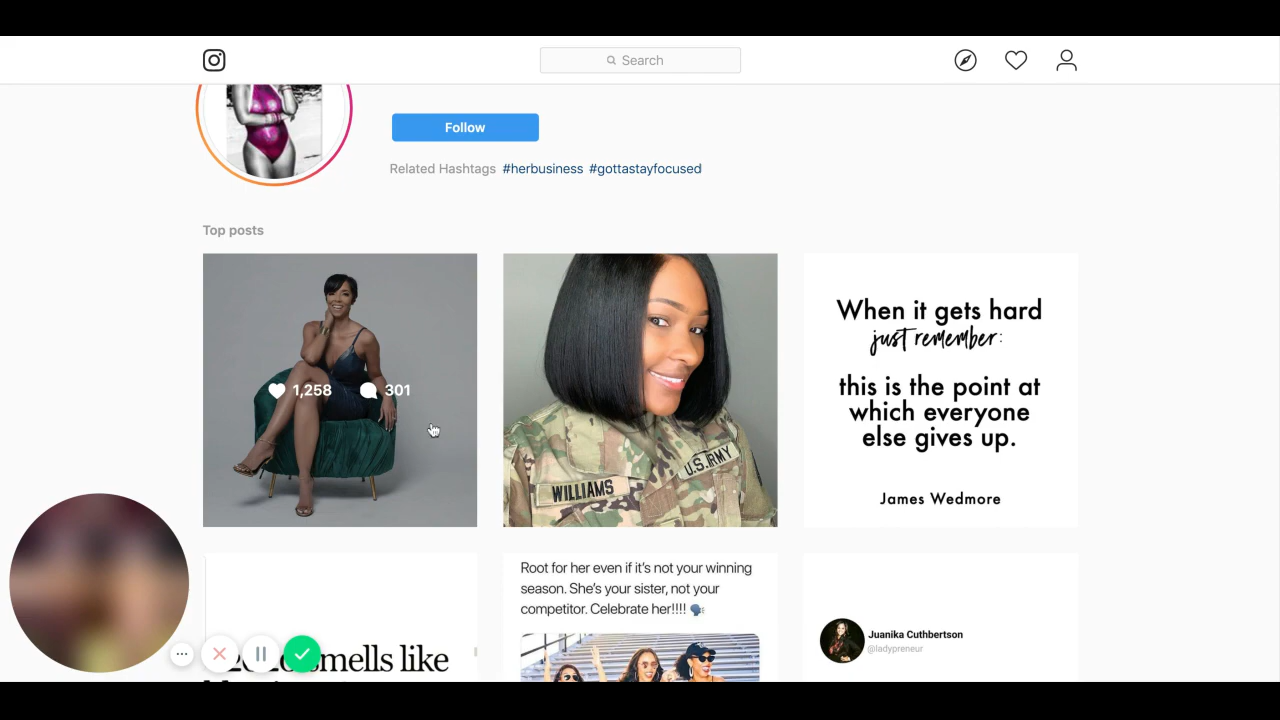 Search
Follow
Related Hashtags #herbusiness #gottastayfocused
Top posts
1,258 301
WILLIAMS
U.S. ARMY
When it gets hard
just remember:
this is the point at
which everyone
else gives up.
James Wedmore
smells like
Root for her even if it's not your winning
season. She's your sister, not your
competitor. Celebrate her!!!! 🗣
Juanika Cuthbertson
@ladypreneur